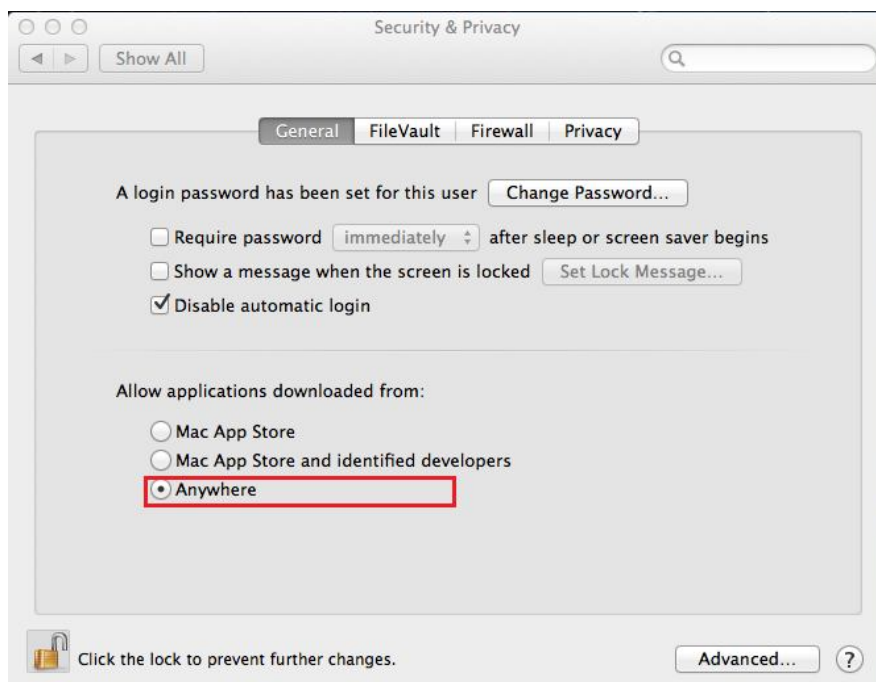 Security & Privacy
Show All
General FileVault Firewall Privacy
A login password has been set for this user Change Password...
Require password immediately after sleep or screen saver begins
Show a message when the screen is locked Set Lock Message...
Disable automatic login
Allow applications downloaded from:
Mac App Store
Mac App Store and identified developers
Anywhere
Click the lock to prevent further changes. Advanced... ?